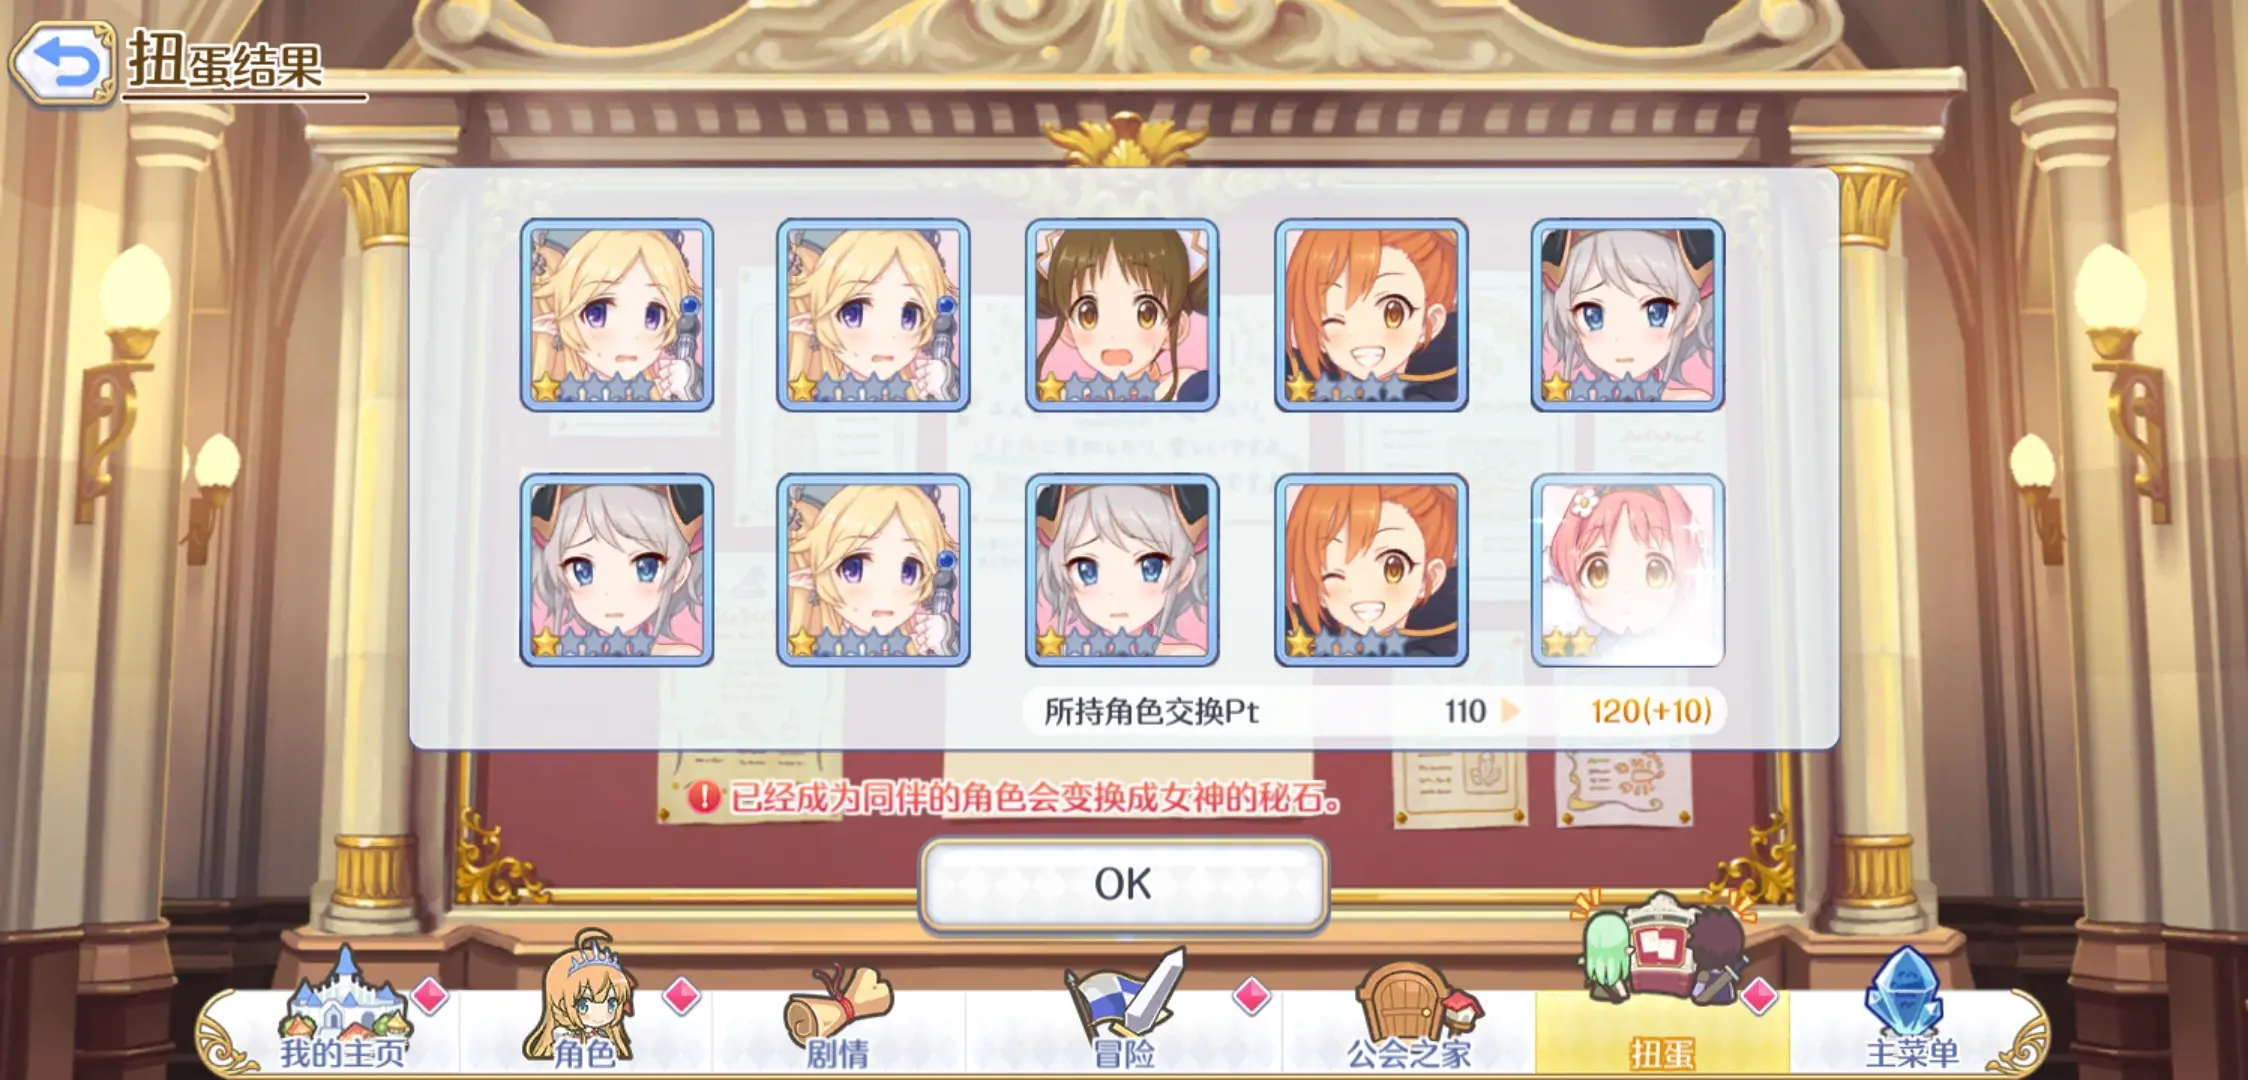 扭蛋结果
所持角色交换Pt 110 120(+10)
已经成为同伴的角色会变换成女神的秘石。
OK
我的主页 角色 剧情 冒险 公会之家 扭蛋 主菜单